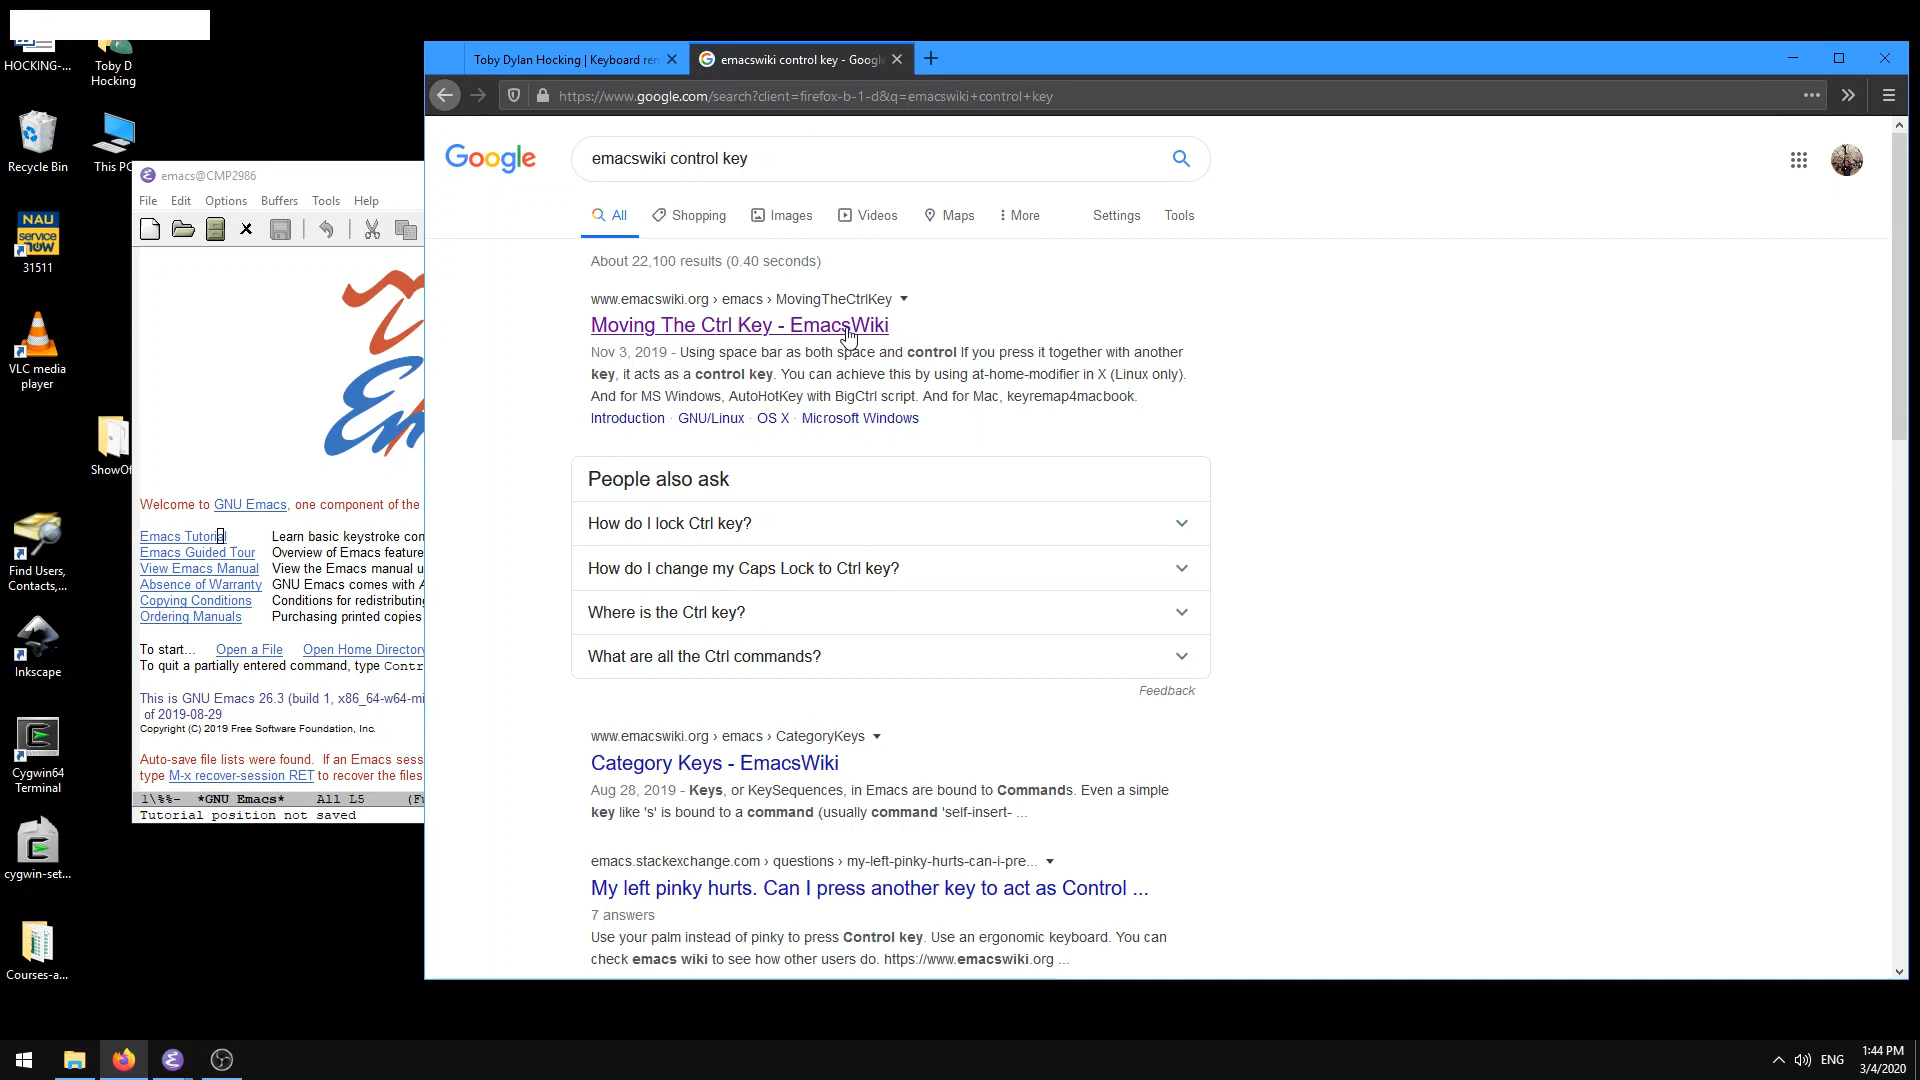 HOCKING-...
Toby D
Hocking
Recycle Bin
This PC
NAU
service
now
31511
VLC media
player
ShowOf
Find Users,
Contacts,...
Inkscape
Cygwin64
Terminal
cygwin-set...
Courses-a...
emacs@CMP2986
File Edit Options Buffers Tools Help
Welcome to GNU Emacs, one component of the
Emacs Tutorial Learn basic keystroke con
Emacs Guided Tour Overview of Emacs feature
View Emacs Manual View the Emacs manual u
Absence of Warranty GNU Emacs comes with A
Copying Conditions Conditions for redistributing
Ordering Manuals Purchasing printed copies
To start... Open a File Open Home Directory
To quit a partially entered command, type Contr
This is GNU Emacs 26.3 (build 1, x86_64-w64-mi
of 2019-08-29
Copyright (C) 2019 Free Software Foundation, Inc.
Auto-save file lists were found. If an Emacs sess
type M-x recover-session RET to recover the files
1\%%- *GNU Emacs* All L5 (Fu
Tutorial position not saved
Toby Dylan Hocking | Keyboard ren
emacswiki control key - Google
https://www.google.com/search?client=firefox-b-1-d&q=emacswiki+control+key
Google
emacswiki control key
All Shopping Images Videos Maps More Settings Tools
About 22,100 results (0.40 seconds)
www.emacswiki.org › emacs › MovingTheCtrlKey
Moving The Ctrl Key - EmacsWiki
Nov 3, 2019 - Using space bar as both space and control If you press it together with another
key, it acts as a control key. You can achieve this by using at-home-modifier in X (Linux only).
And for MS Windows, AutoHotKey with BigCtrl script. And for Mac, keyremap4macbook.
Introduction · GNU/Linux · OS X · Microsoft Windows
People also ask
How do I lock Ctrl key?
How do I change my Caps Lock to Ctrl key?
Where is the Ctrl key?
What are all the Ctrl commands?
Feedback
www.emacswiki.org › emacs › CategoryKeys
Category Keys - EmacsWiki
Aug 28, 2019 - Keys, or KeySequences, in Emacs are bound to Commands. Even a simple
key like 's' is bound to a command (usually command 'self-insert- ...
emacs.stackexchange.com › questions › my-left-pinky-hurts-can-i-pre...
My left pinky hurts. Can I press another key to act as Control ...
7 answers
Use your palm instead of pinky to press Control key. Use an ergonomic keyboard. You can
check emacs wiki to see how other users do. https://www.emacswiki.org ...
ENG
1:44 PM
3/4/2020